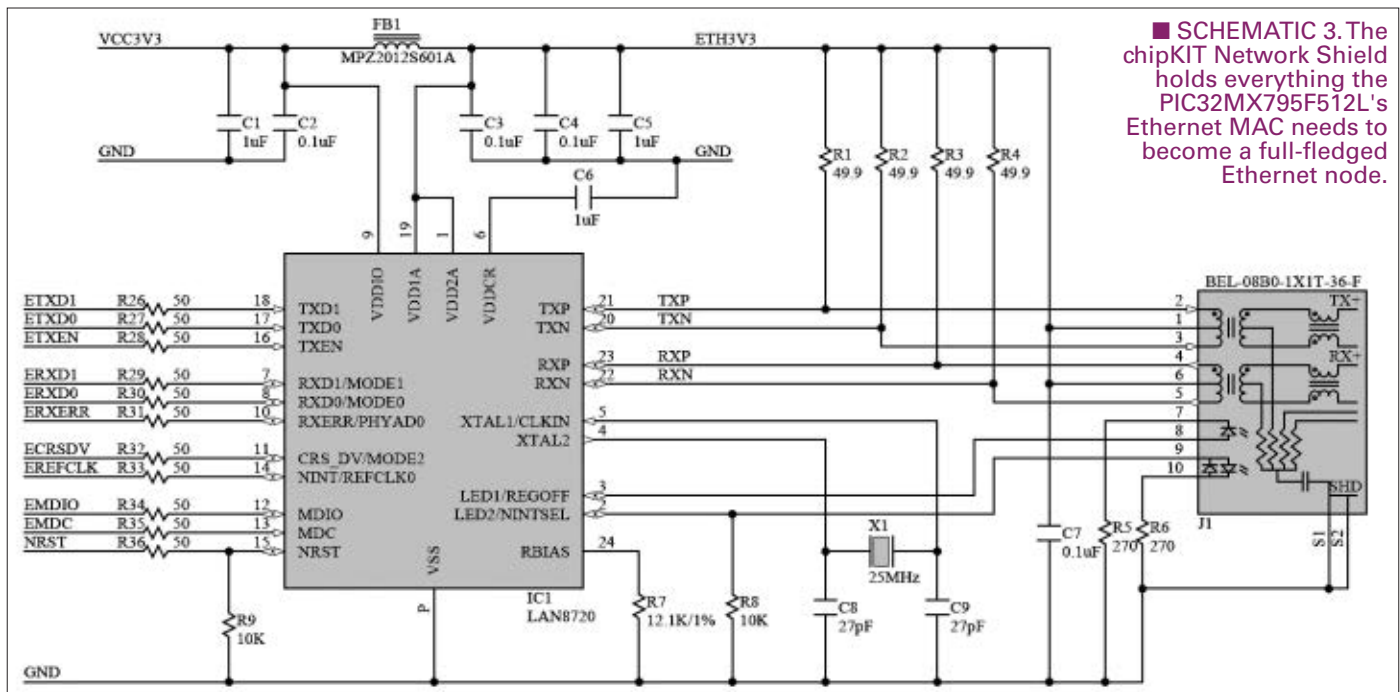 ■ SCHEMATIC 3. The
chipKIT Network Shield
holds everything the
PIC32MX795F512L's
Ethernet MAC needs to
become a full-fledged
Ethernet node.
VCC3V3
FB1
MPZ2012S601A
ETH3V3
C1
1uF
C2
0.1uF
C3
0.1uF
C4
0.1uF
C5
1uF
GND
GND
C6
1uF
R1
49.9
R2
49.9
R3
49.9
R4
49.9
9
19
1
6
VDDIO
VDD1A
VDD2A
VDDCR
ETXD1 R26 50 18 TXD1
ETXD0 R27 50 17 TXD0
ETXEN R28 50 16 TXEN
ERXD1 R29 50 7 RXD1/MODE1
ERXD0 R30 50 8 RXD0/MODE0
ERXERR R31 50 10 RXERR/PHYAD0
ECRSDV R32 50 11 CRS_DV/MODE2
EREFCLK R33 50 14 NINT/REFCLK0
EMDIO R34 50 12 MDIO
EMDC R35 50 13 MDC
NRST R36 50 15 NRST
TXP 21 TXP
TXN 20 TXN
RXP 23 RXP
RXN 22 RXN
XTAL1/CLKIN 5
XTAL2 4
LED1/REGOFF 3
LED2/NINTSEL 2
RBIAS 24
VSS
P
IC1
LAN8720
BEL-08B0-1X1T-36-F
2 TX+
1
3
4 RX+
6
5
7
8
9
10
SHD
J1
S1
S2
X1
25MHz
C7
0.1uF
R5
270
R6
270
R9
10K
R7
12.1K/1%
R8
10K
C8
27pF
C9
27pF
GND